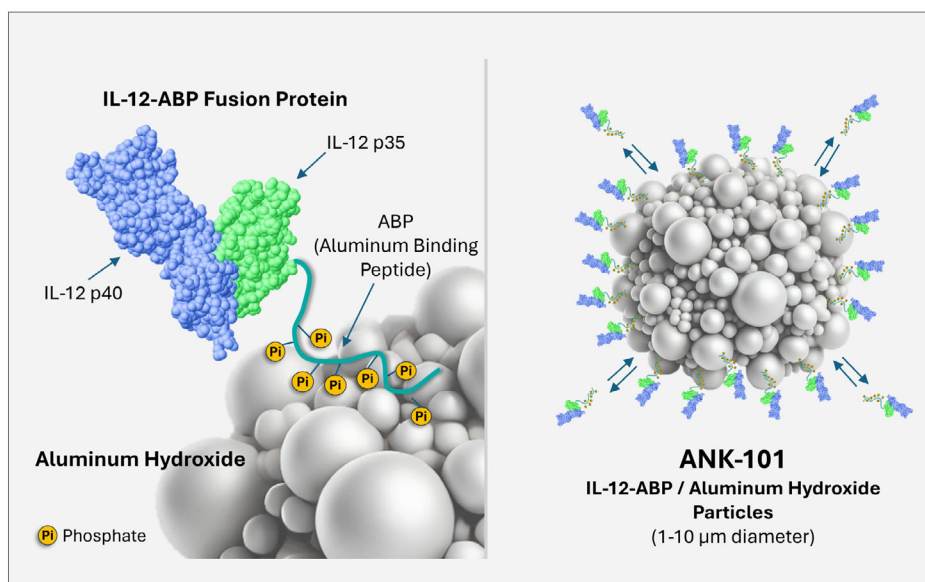 IL-12-ABP Fusion Protein
IL-12 p35
ABP
(Aluminum Binding
Peptide)
IL-12 p40
Pi
Pi
Pi
Pi
Pi
Pi
Pi
Aluminum Hydroxide
Pi Phosphate
ANK-101
IL-12-ABP / Aluminum Hydroxide
Particles
(1-10 µm diameter)